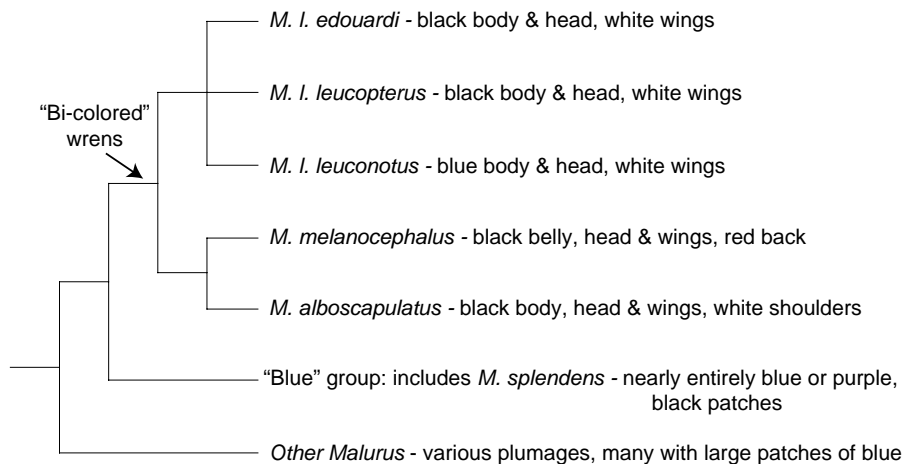 M. l. edouardi - black body & head, white wings
M. l. leucopterus - black body & head, white wings
“Bi-colored”
wrens
M. l. leuconotus - blue body & head, white wings
M. melanocephalus - black belly, head & wings, red back
M. alboscapulatus - black body, head & wings, white shoulders
“Blue” group: includes M. splendens - nearly entirely blue or purple,
black patches
Other Malurus - various plumages, many with large patches of blue